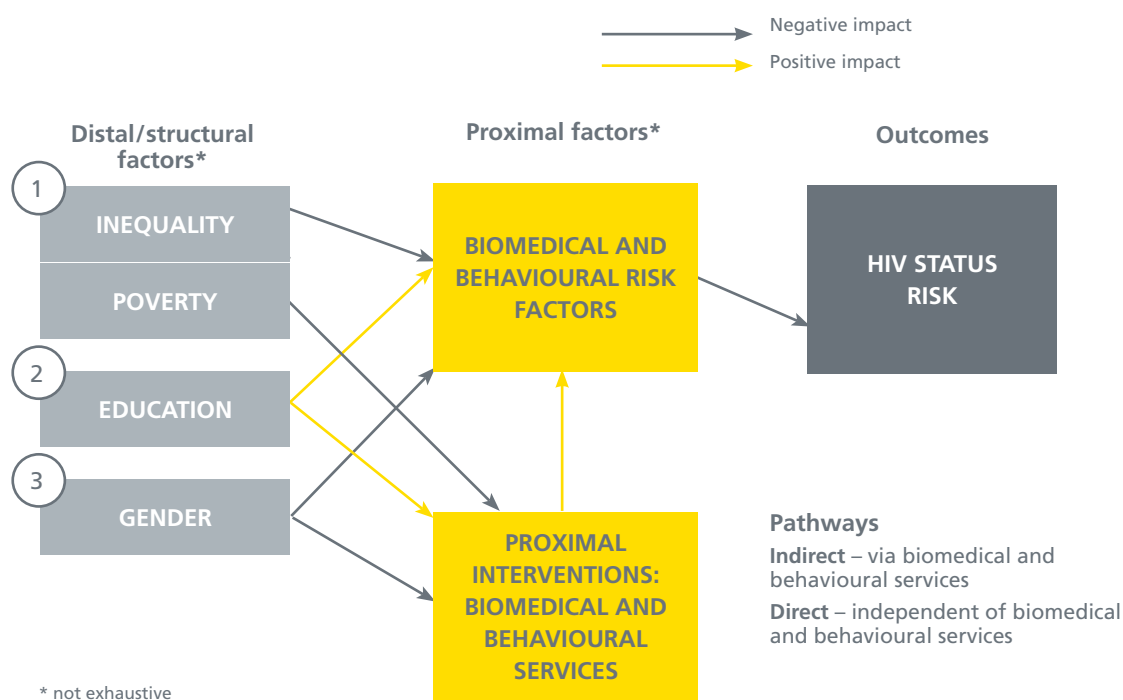 Negative impact
Positive impact
Distal/structural
factors*
Proximal factors*
Outcomes
1
INEQUALITY
POVERTY
2
EDUCATION
3
GENDER
BIOMEDICAL AND
BEHAVIOURAL RISK
FACTORS
HIV STATUS
RISK
PROXIMAL
INTERVENTIONS:
BIOMEDICAL AND
BEHAVIOURAL
SERVICES
Pathways
Indirect – via biomedical and
behavioural services
Direct – independent of biomedical
and behavioural services
* not exhaustive